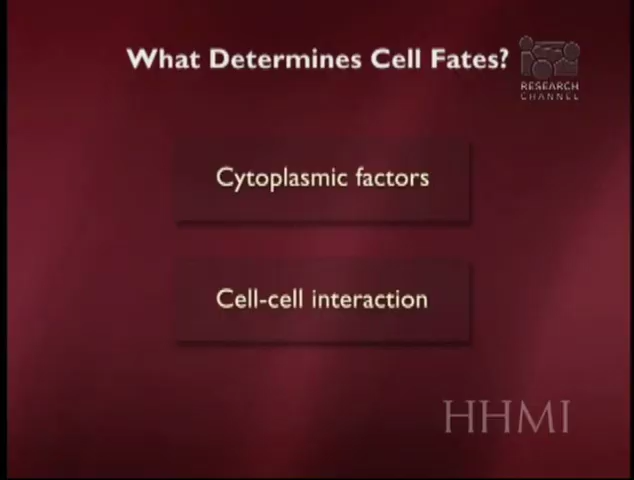 What Determines Cell Fates?
RESEARCH
CHANNEL
Cytoplasmic factors
Cell-cell interaction
HHMI